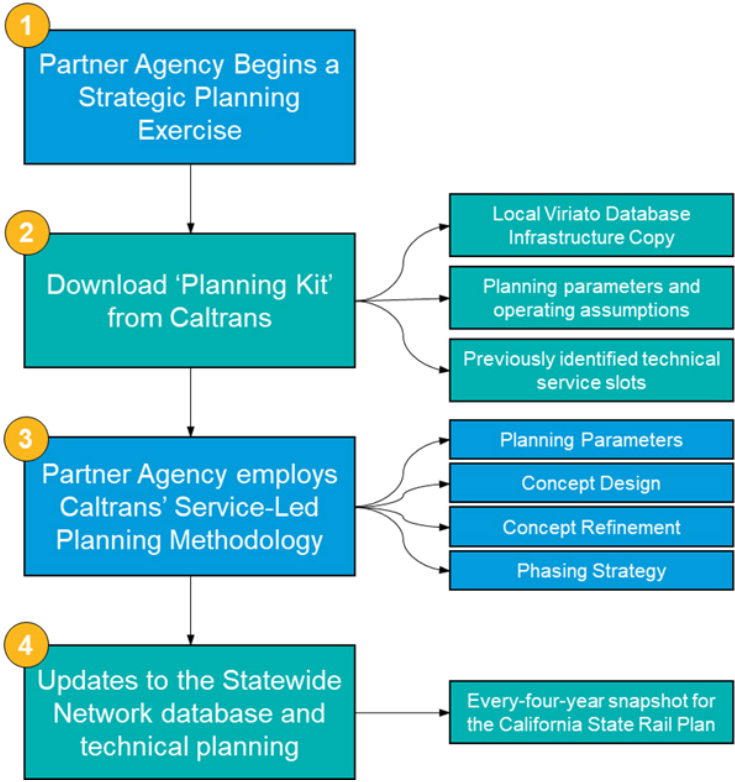 1
Partner Agency Begins a
Strategic Planning
Exercise
2
Download ‘Planning Kit’
from Caltrans
Local Viriato Database
Infrastructure Copy
Planning parameters and
operating assumptions
Previously identified technical
service slots
3
Partner Agency employs
Caltrans’ Service-Led
Planning Methodology
Planning Parameters
Concept Design
Concept Refinement
Phasing Strategy
4
Updates to the Statewide
Network database and
technical planning
Every-four-year snapshot for
the California State Rail Plan